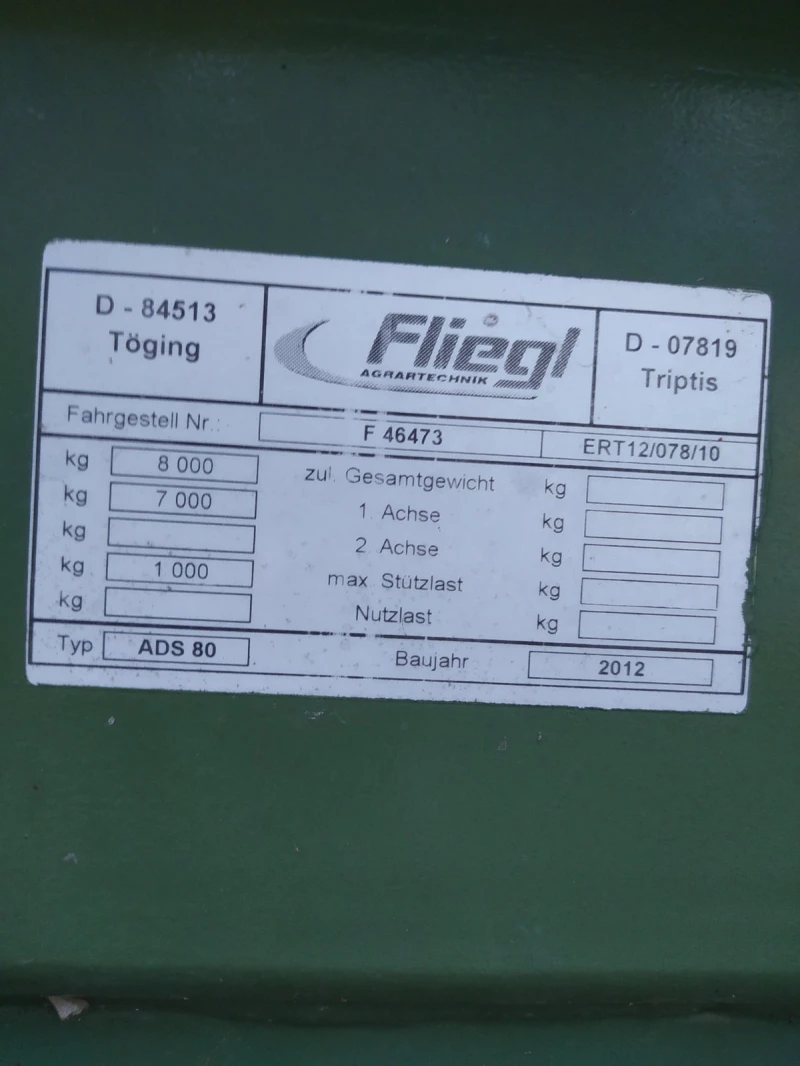 D - 84513
Töging
Fliegl
AGRARTECHNIK
D - 07819
Triptis
Fahrgestell Nr.: F 46473 ERT12/078/10
kg 8 000 zul. Gesamtgewicht kg
kg 7 000 1. Achse kg
kg 2 Achse kg
kg 1 000 max Stützlast kg
kg Nutzlast kg
Typ ADS 80 Baujahr 2012